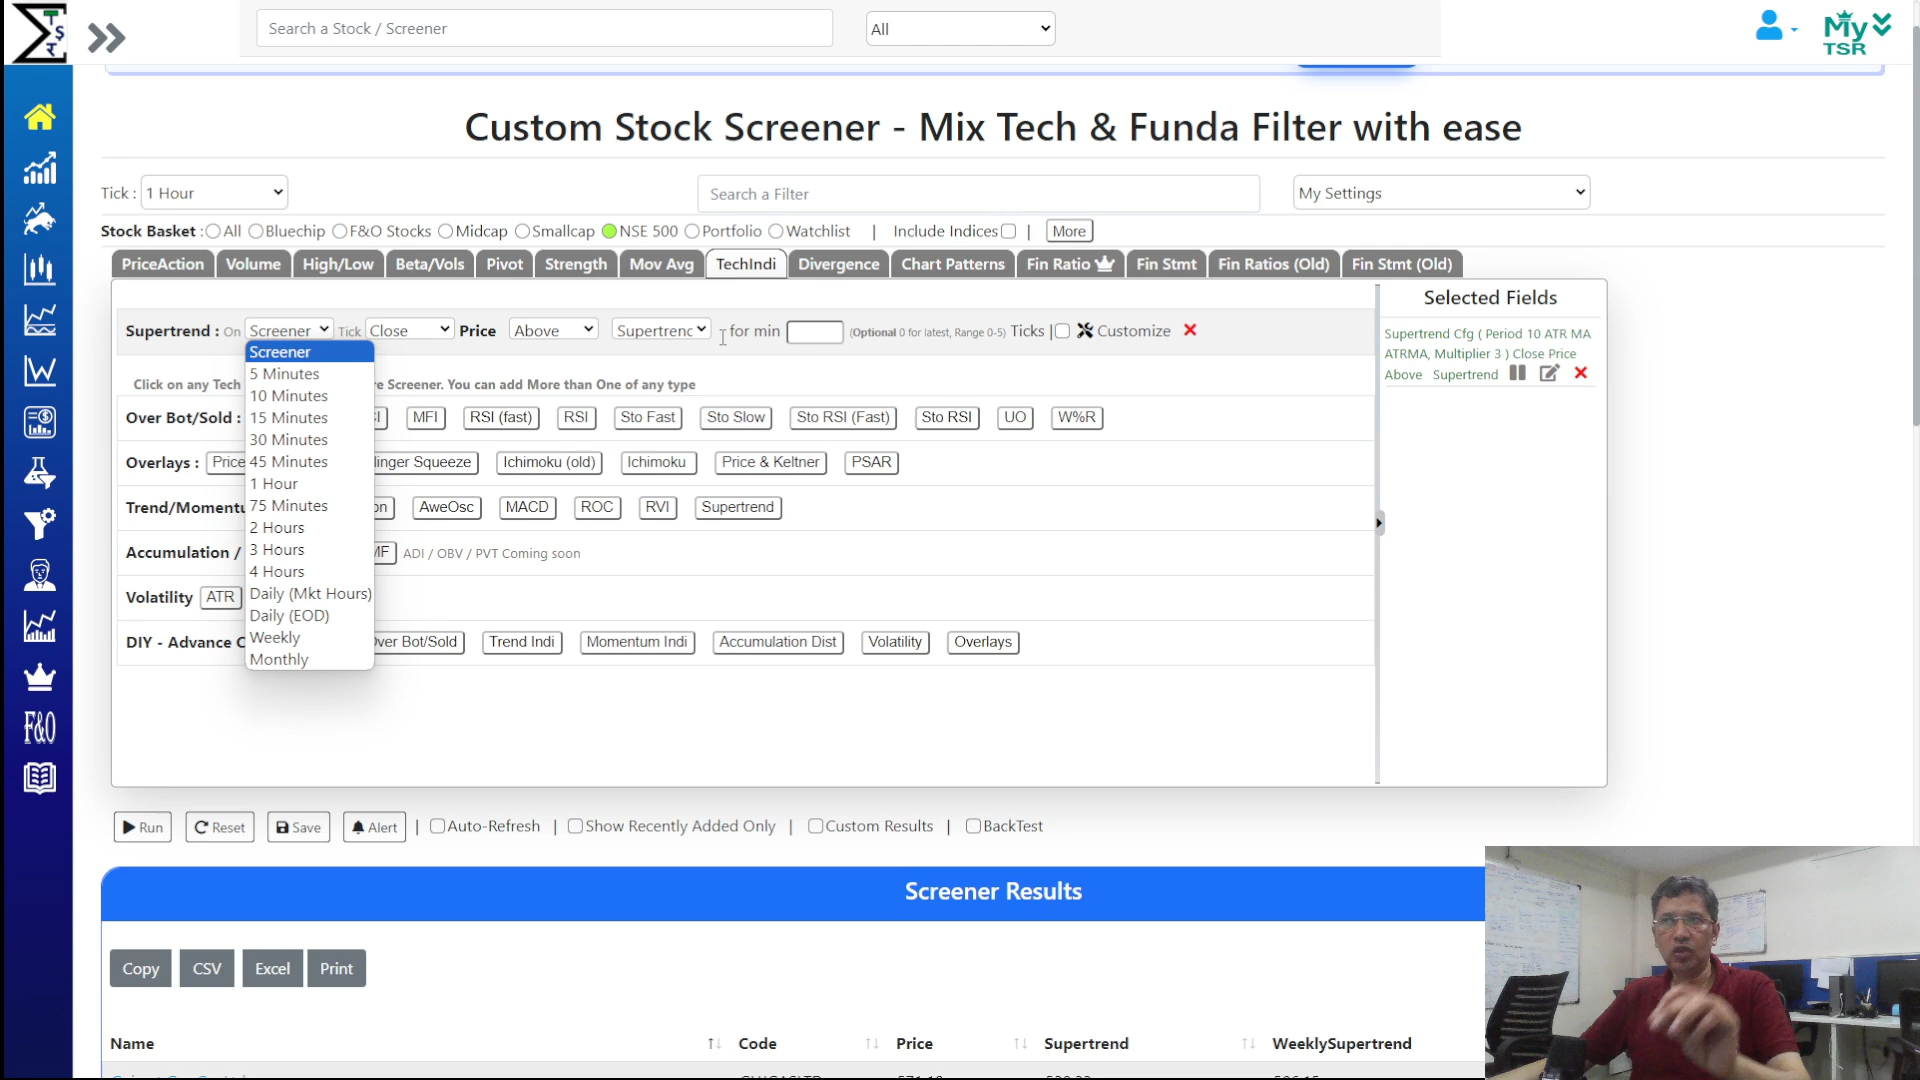 Search a Stock / Screener
All
My
TSR
Custom Stock Screener - Mix Tech & Funda Filter with ease
Tick : 1 Hour
Search a Filter
My Settings
Stock Basket : All Bluechip F&O Stocks Midcap Smallcap NSE 500 Portfolio Watchlist | Include Indices | More
PriceAction Volume High/Low Beta/Vols Pivot Strength Mov Avg TechIndi Divergence Chart Patterns Fin Ratio Fin Stmt Fin Ratios (Old) Fin Stmt (Old)
Supertrend : On Screener Tick Close Price Above Supertrend for min (Optional 0 for latest, Range 0-5) Ticks | Customize
Screener
5 Minutes
10 Minutes
15 Minutes
30 Minutes
45 Minutes
1 Hour
75 Minutes
2 Hours
3 Hours
4 Hours
Daily (Mkt Hours)
Daily (EOD)
Weekly
Monthly
Click on any Tech re Screener. You can add More than One of any type
Over Bot/Sold : MFI RSI (fast) RSI Sto Fast Sto Slow Sto RSI (Fast) Sto RSI UO W%R
Overlays : Price linger Squeeze Ichimoku (old) Ichimoku Price & Keltner PSAR
Trend/Momentu on AweOsc MACD ROC RVI Supertrend
Accumulation / MF ADI / OBV / PVT Coming soon
Volatility ATR
DIY - Advance C Over Bot/Sold Trend Indi Momentum Indi Accumulation Dist Volatility Overlays
Selected Fields
Supertrend Cfg ( Period 10 ATR MA
ATRMA, Multiplier 3 ) Close Price
Above Supertrend
F&O
Run Reset Save Alert | Auto-Refresh | Show Recently Added Only | Custom Results | BackTest
Screener Results
Copy CSV Excel Print
Name Code Price Supertrend WeeklySupertrend